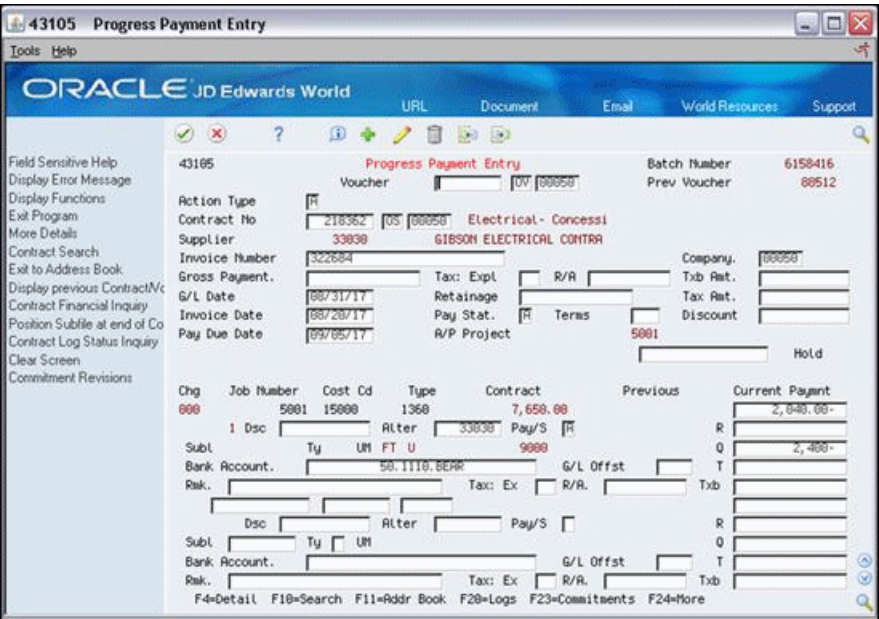 43105 Progress Payment Entry
Tools Help
ORACLE JD Edwards World
URL Document Email World Resources Support
Field Sensitive Help
Display Error Message
Display Functions
Exit Program
More Details
Contract Search
Exit to Address Book
Display previous Contract/Vo
Contract Financial Inquiry
Position Subfile at end of Co
Contract Log Status Inquiry
Clear Screen
Commitment Revisions
43105 Progress Payment Entry Batch Number 6158416
Voucher OV 00050 Prev Voucher 88512
Action Type A
Contract No 218362 OS 00050 Electrical- Concessi
Supplier 33030 GIBSON ELECTRICAL CONTRA
Invoice Number 322684 Company. 00050
Gross Payment. Tax: Expl R/A Txb Amt.
G/L Date 08/31/17 Retainage Tax Amt.
Invoice Date 08/20/17 Pay Stat. A Terms Discount
Pay Due Date 09/05/17 A/P Project 5001
Hold
Chg Job Number Cost Cd Type Contract Previous Current Paymnt
000 5001 15000 1360 7,650.00 2,040.00-
1 Dsc Alter 33030 Pay/S A R
Subl Ty UM FT U 9000 Q 2,400-
Bank Account. 50.1110.BEAR G/L Offst T
Rmk. Tax: Ex R/A. Txb
Dsc Alter Pay/S R
Subl Ty UM Q
Bank Account. G/L Offst T
Rmk. Tax: Ex R/A. Txb
F4=Detail F18=Search F11=Addr Book F20=Logs F23=Commitments F24=More